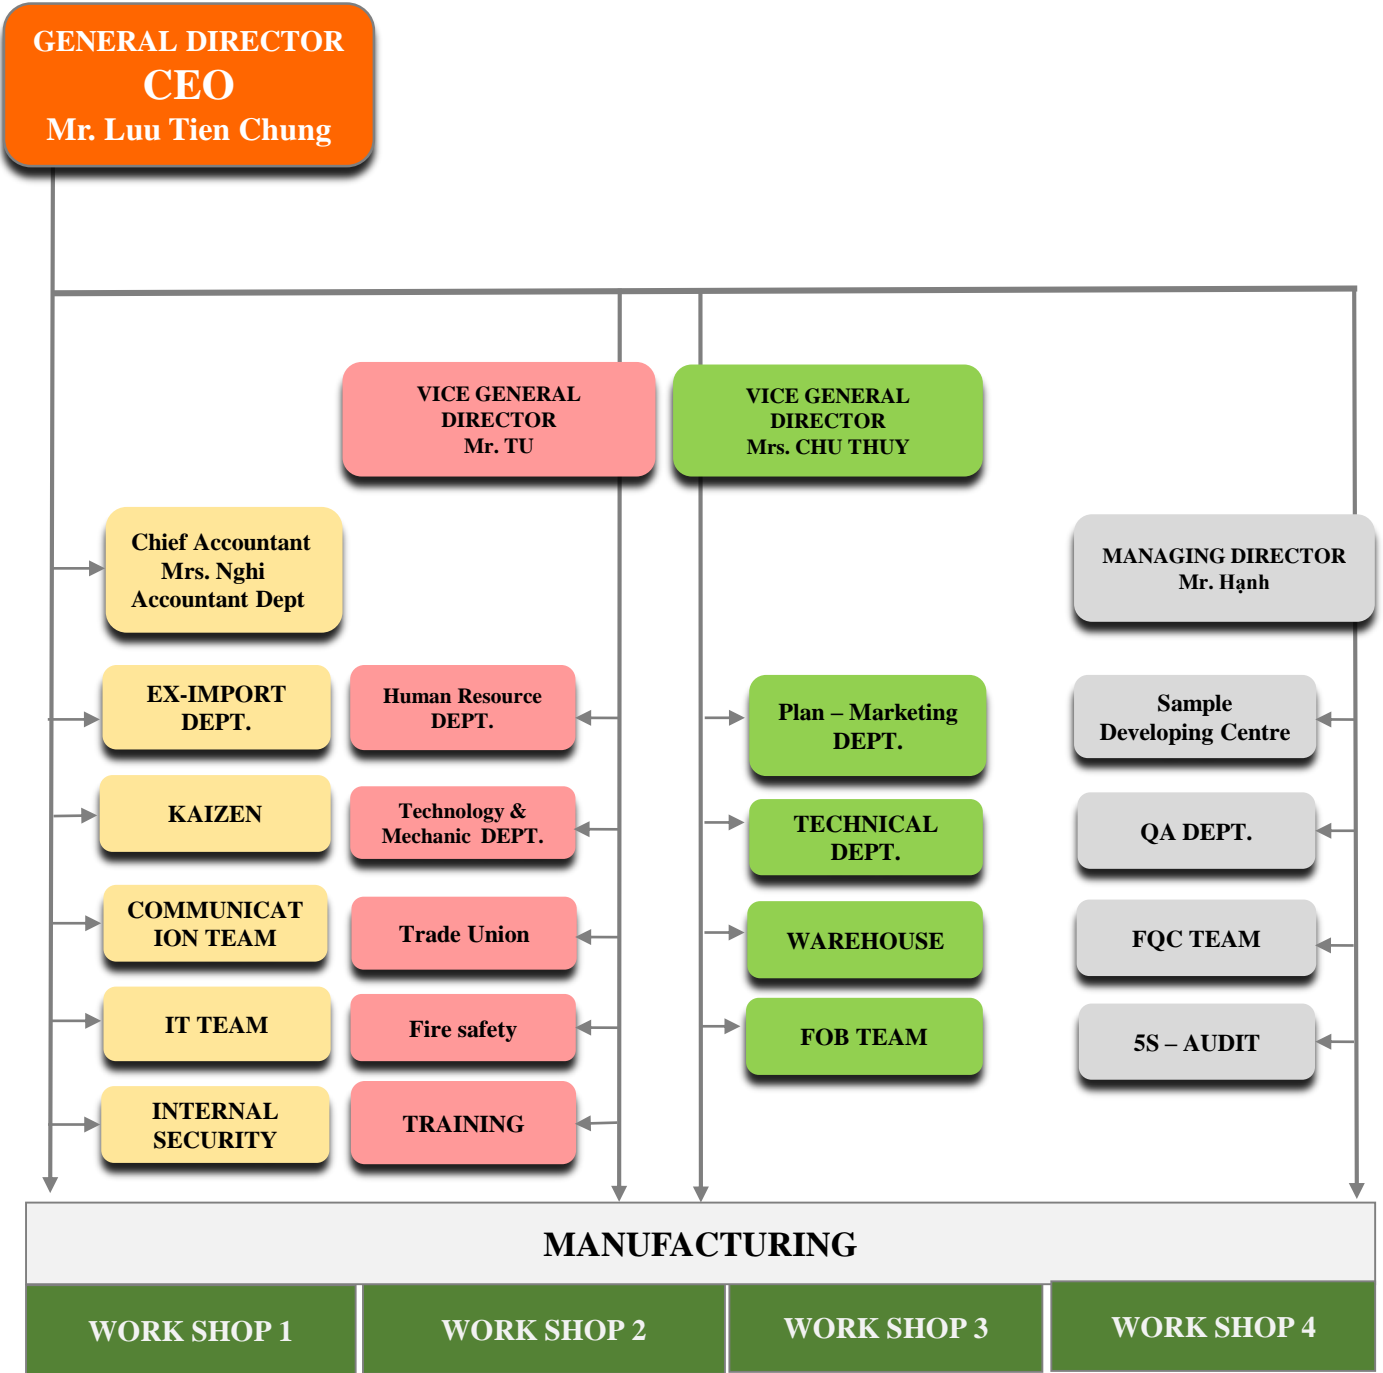 GENERAL DIRECTOR
CEO
Mr. Luu Tien Chung
VICE GENERAL
DIRECTOR
Mr. TU
VICE GENERAL
DIRECTOR
Mrs. CHU THUY
Chief Accountant
Mrs. Nghi
Accountant Dept
MANAGING DIRECTOR
Mr. Hạnh
EX-IMPORT
DEPT.
Human Resource
DEPT.
Plan – Marketing
DEPT.
Sample
Developing Centre
KAIZEN
Technology &
Mechanic DEPT.
TECHNICAL
DEPT.
QA DEPT.
COMMUNICAT
ION TEAM
Trade Union
WAREHOUSE
FQC TEAM
IT TEAM
Fire safety
FOB TEAM
5S – AUDIT
INTERNAL
SECURITY
TRAINING
MANUFACTURING
WORK SHOP 1
WORK SHOP 2
WORK SHOP 3
WORK SHOP 4